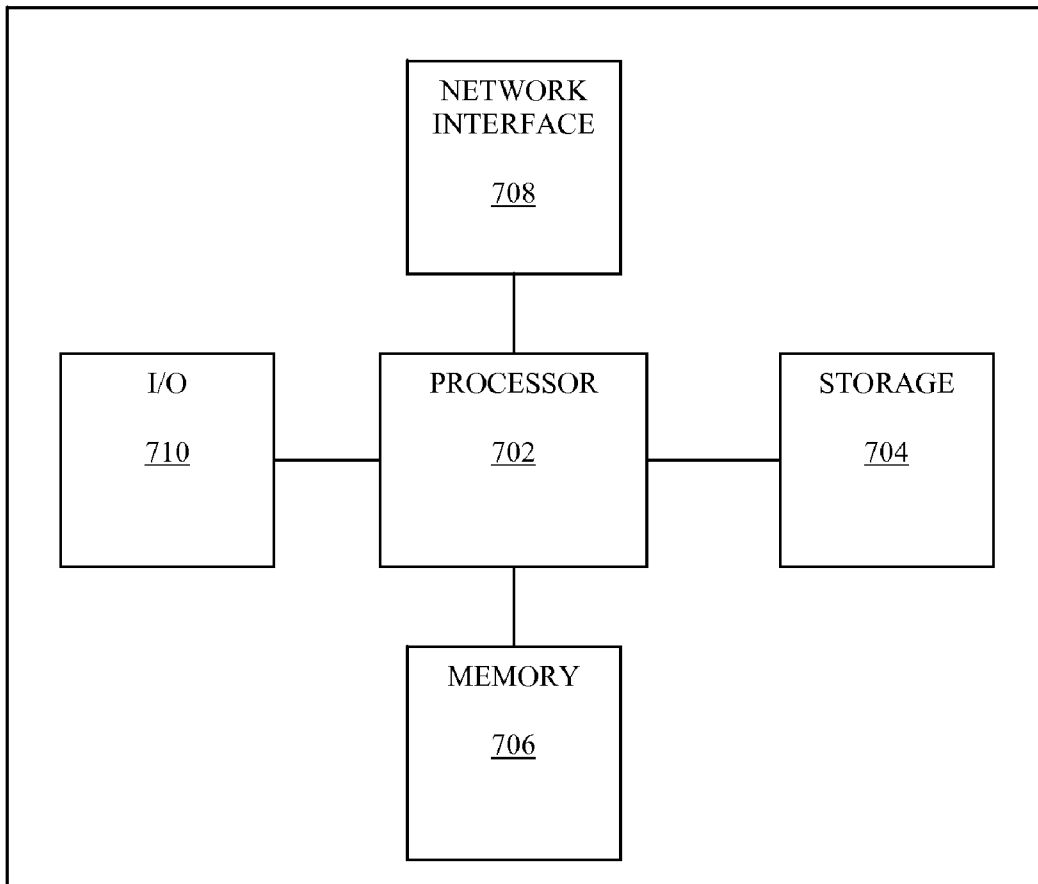 NETWORK
INTERFACE
708
I/O
710
PROCESSOR
702
STORAGE
704
MEMORY
706